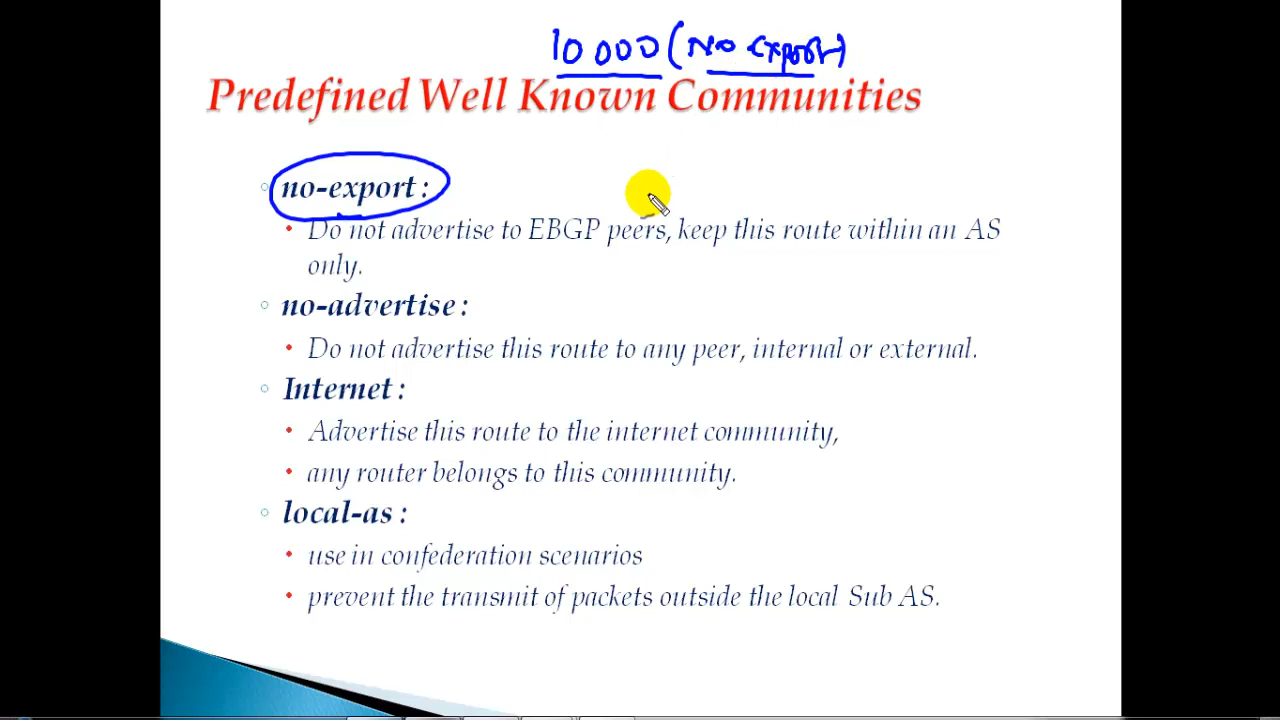 10 000 (No export)
Predefined Well Known Communities
no-export :
Do not advertise to EBGP peers, keep this route within an AS
only.
no-advertise :
Do not advertise this route to any peer, internal or external.
Internet :
Advertise this route to the internet community,
any router belongs to this community.
local-as :
use in confederation scenarios
prevent the transmit of packets outside the local Sub AS.